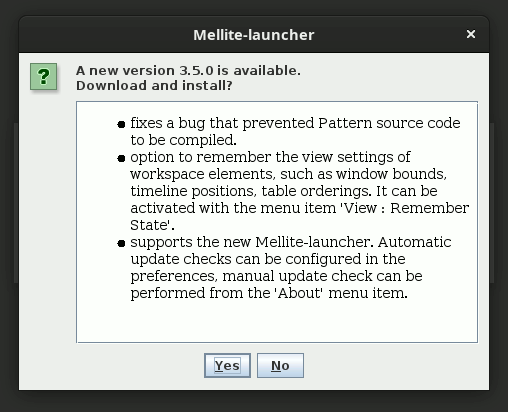 Mellite-launcher ×
?
A new version 3.5.0 is available.
Download and install?
• fixes a bug that prevented Pattern source code
to be compiled.
• option to remember the view settings of
workspace elements, such as window bounds,
timeline positions, table orderings. It can be
activated with the menu item 'View : Remember
State'.
• supports the new Mellite-launcher. Automatic
update checks can be configured in the
preferences, manual update check can be
performed from the 'About' menu item.
Yes No